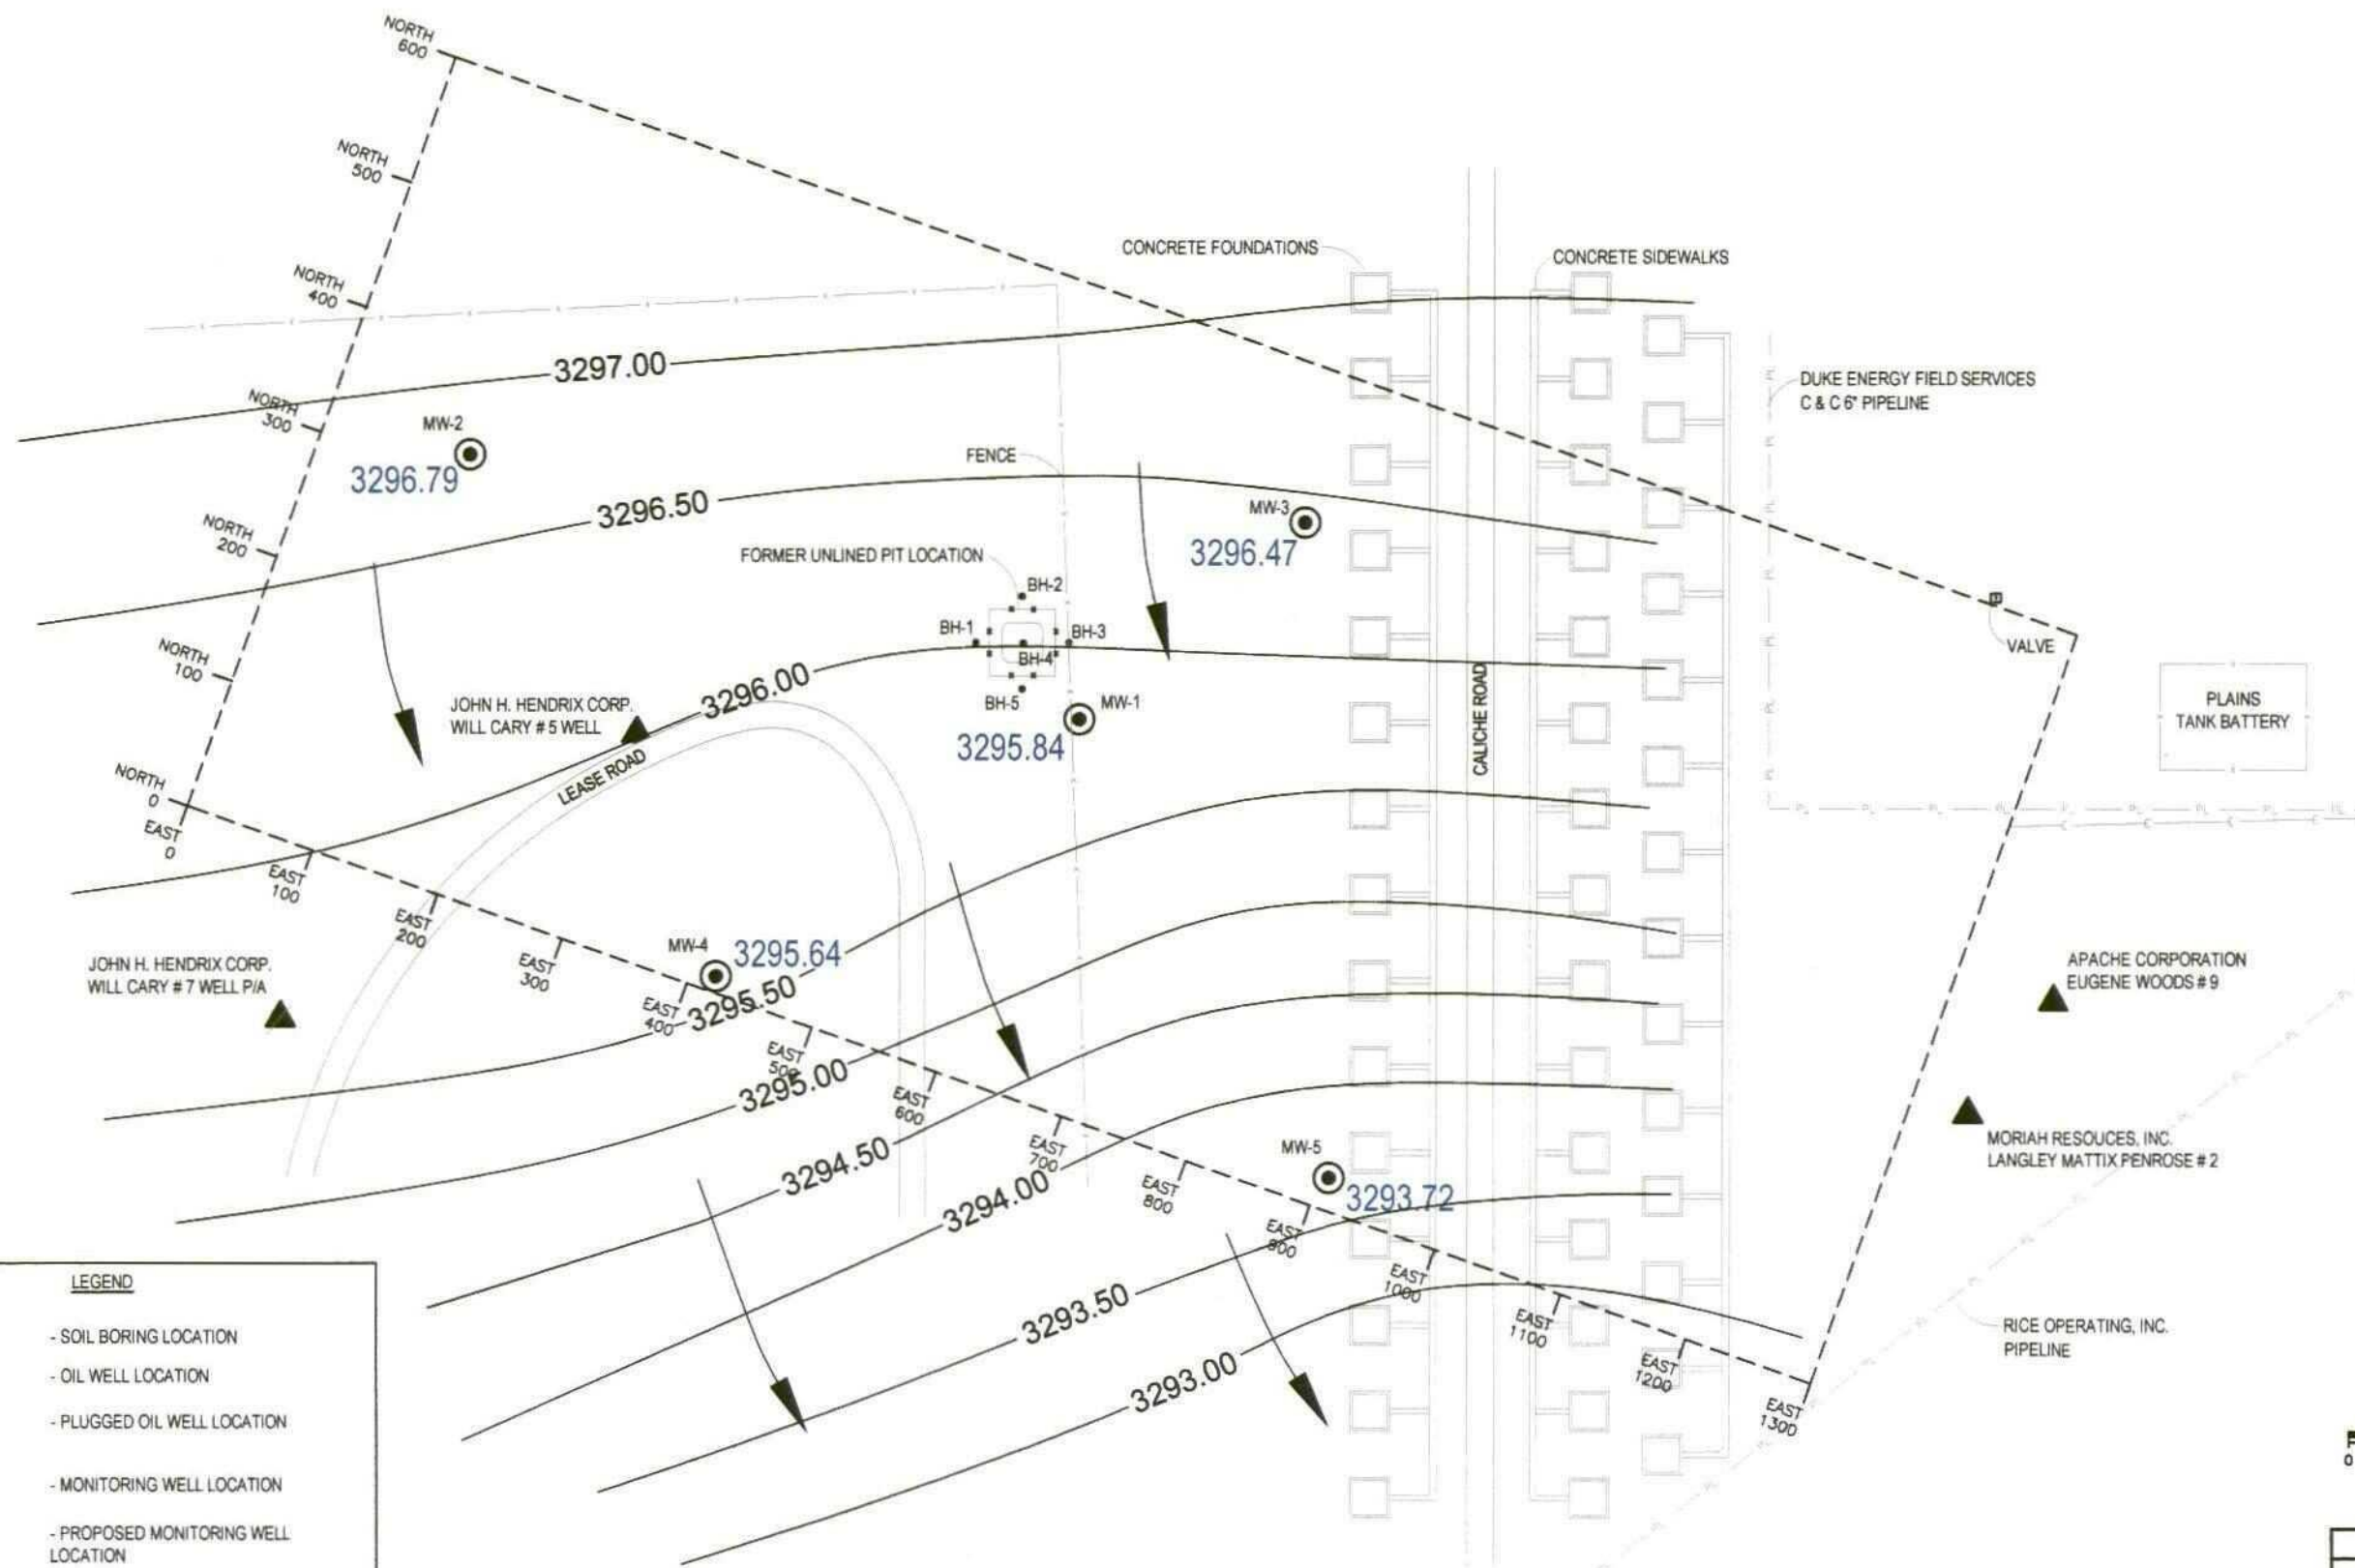 NORTH
600
NORTH
500
NORTH
400
NORTH
300
NORTH
200
NORTH
100
NORTH
0
EAST
0
EAST
100
EAST
200
EAST
300
EAST
400
EAST
500
EAST
600
EAST
700
EAST
800
EAST
900
EAST
1000
EAST
1100
EAST
1200
EAST
1300
CONCRETE FOUNDATIONS
CONCRETE SIDEWALKS
3297.00
DUKE ENERGY FIELD SERVICES
C & C 6" PIPELINE
MW-2
3296.79
FENCE
3296.50
MW-3
3296.47
FORMER UNLINED PIT LOCATION
BH-2
BH-1
BH-3
BH-4
BH-5
MW-1
3295.84
3296.00
JOHN H. HENDRIX CORP.
WILL CARY # 5 WELL
LEASE ROAD
CALICHE ROAD
VALVE
PLAINS
TANK BATTERY
MW-4
3295.64
3295.50
JOHN H. HENDRIX CORP.
WILL CARY # 7 WELL P/A
APACHE CORPORATION
EUGENE WOODS # 9
3295.00
3294.50
3294.00
MW-5
3293.72
MORIAH RESOUCES, INC.
LANGLEY MATTIX PENROSE # 2
3293.50
3293.00
RICE OPERATING, INC.
PIPELINE
LEGEND
- SOIL BORING LOCATION
- OIL WELL LOCATION
- PLUGGED OIL WELL LOCATION
- MONITORING WELL LOCATION
- PROPOSED MONITORING WELL
LOCATION
0